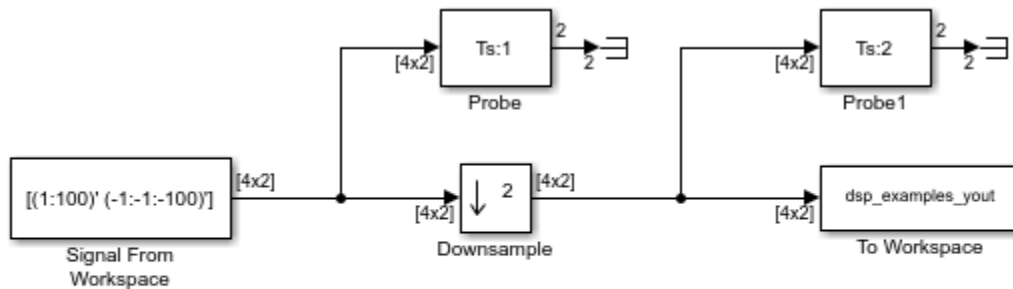 Ts:1
2
2
[4x2]
Probe
Ts:2
2
2
[4x2]
Probe1
[(1:100)' (-1:-1:-100)']
[4x2]
Signal From
Workspace
[4x2]
2
[4x2]
Downsample
[4x2]
dsp_examples_yout
To Workspace